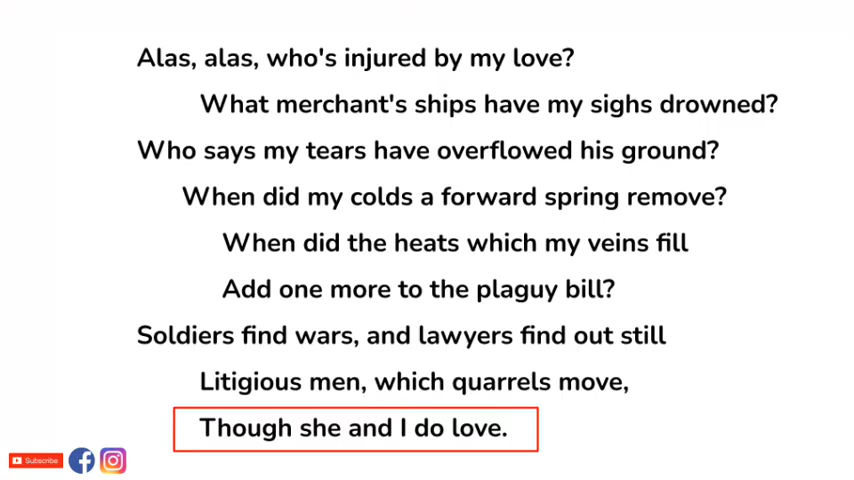 Alas, alas, who's injured by my love?
What merchant's ships have my sighs drowned?
Who says my tears have overflowed his ground?
When did my colds a forward spring remove?
When did the heats which my veins fill
Add one more to the plaguy bill?
Soldiers find wars, and lawyers find out still
Litigious men, which quarrels move,
Though she and I do love.
Subscribe